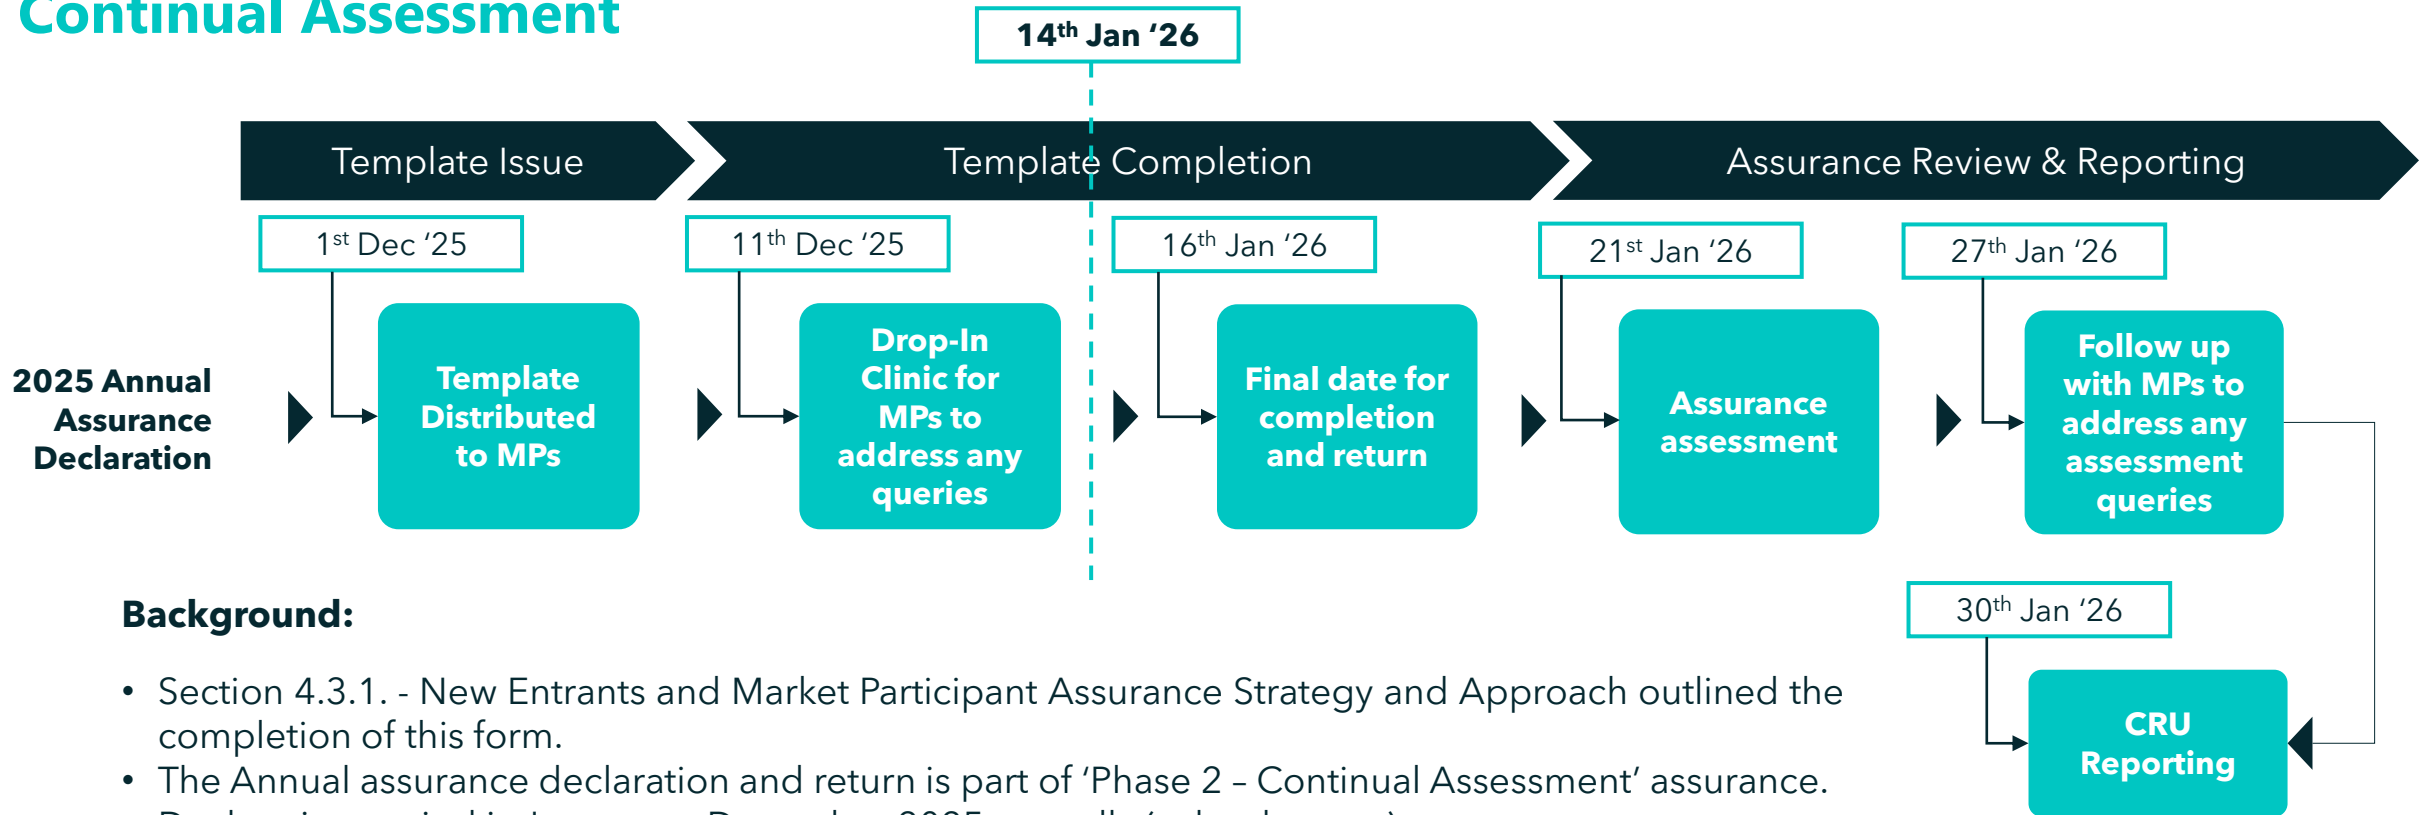 Continual Assessment
14th Jan ‘26
Template Issue
Template Completion
Assurance Review & Reporting
1st Dec ‘25
11th Dec ‘25
16th Jan ‘26
21st Jan ‘26
27th Jan ‘26
2025 Annual
Assurance
Declaration
Template
Distributed
to MPs
Drop-In
Clinic for
MPs to
address any
queries
Final date for
completion
and return
Assurance
assessment
Follow up
with MPs to
address any
assessment
queries
30th Jan ‘26
CRU
Reporting
Background:
• Section 4.3.1. - New Entrants and Market Participant Assurance Strategy and Approach outlined the
completion of this form.
• The Annual assurance declaration and return is part of ‘Phase 2 – Continual Assessment’ assurance.